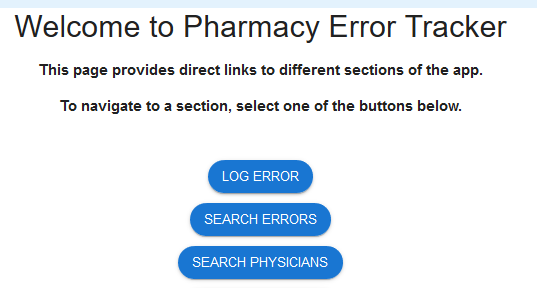 Welcome to Pharmacy Error Tracker
This page provides direct links to different sections of the app.
To navigate to a section, select one of the buttons below.
LOG ERROR
SEARCH ERRORS
SEARCH PHYSICIANS